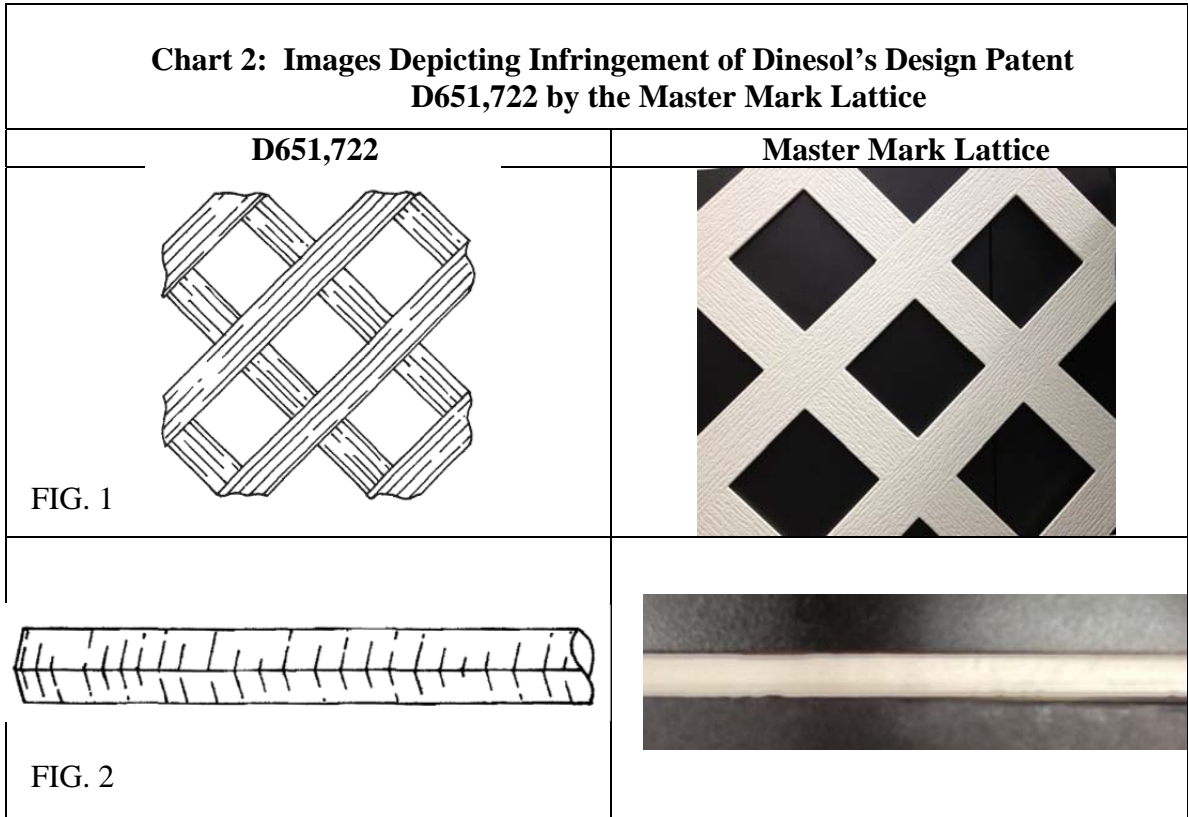 Chart 2: Images Depicting Infringement of Dinesol’s Design Patent
D651,722 by the Master Mark Lattice
D651,722
Master Mark Lattice
FIG. 1
FIG. 2